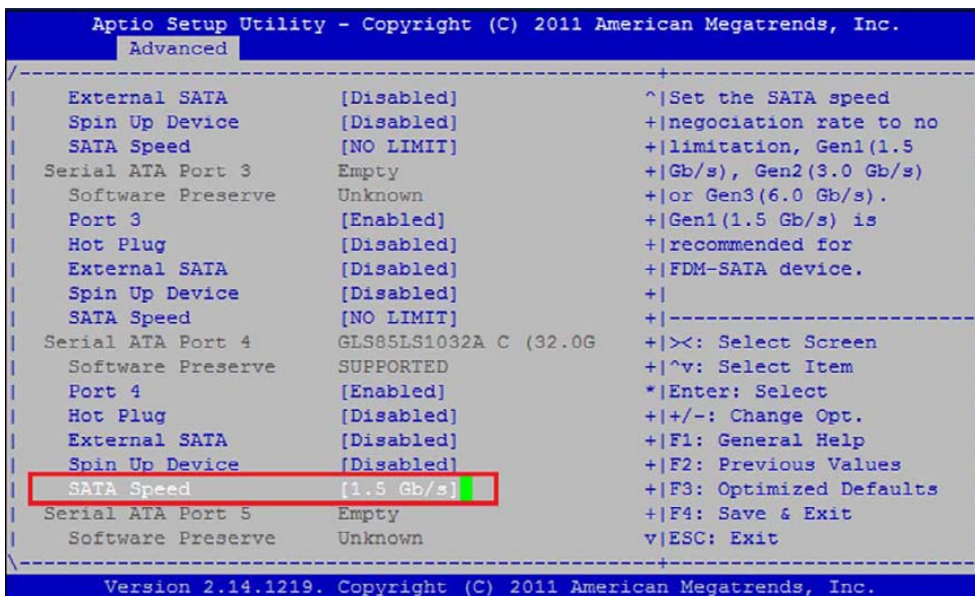 Aptio Setup Utility - Copyright (C) 2011 American Megatrends, Inc.
Advanced
/----------------------------------------------------+-------------------------
| External SATA [Disabled] ^|Set the SATA speed
| Spin Up Device [Disabled] +|negociation rate to no
| SATA Speed [NO LIMIT] +|limitation, Gen1(1.5
| Serial ATA Port 3 Empty +|Gb/s), Gen2(3.0 Gb/s)
| Software Preserve Unknown +|or Gen3(6.0 Gb/s).
| Port 3 [Enabled] +|Gen1(1.5 Gb/s) is
| Hot Plug [Disabled] +|recommended for
| External SATA [Disabled] +|FDM-SATA device.
| Spin Up Device [Disabled] +|
| SATA Speed [NO LIMIT] +|-------------------------
| Serial ATA Port 4 GLS85LS1032A C (32.0G +|><: Select Screen
| Software Preserve SUPPORTED +|^v: Select Item
| Port 4 [Enabled] *|Enter: Select
| Hot Plug [Disabled] +|+/-: Change Opt.
| External SATA [Disabled] +|F1: General Help
| Spin Up Device [Disabled] +|F2: Previous Values
| SATA Speed [1.5 Gb/s] +|F3: Optimized Defaults
| Serial ATA Port 5 Empty +|F4: Save & Exit
| Software Preserve Unknown v|ESC: Exit
\----------------------------------------------------+-------------------------
Version 2.14.1219. Copyright (C) 2011 American Megatrends, Inc.